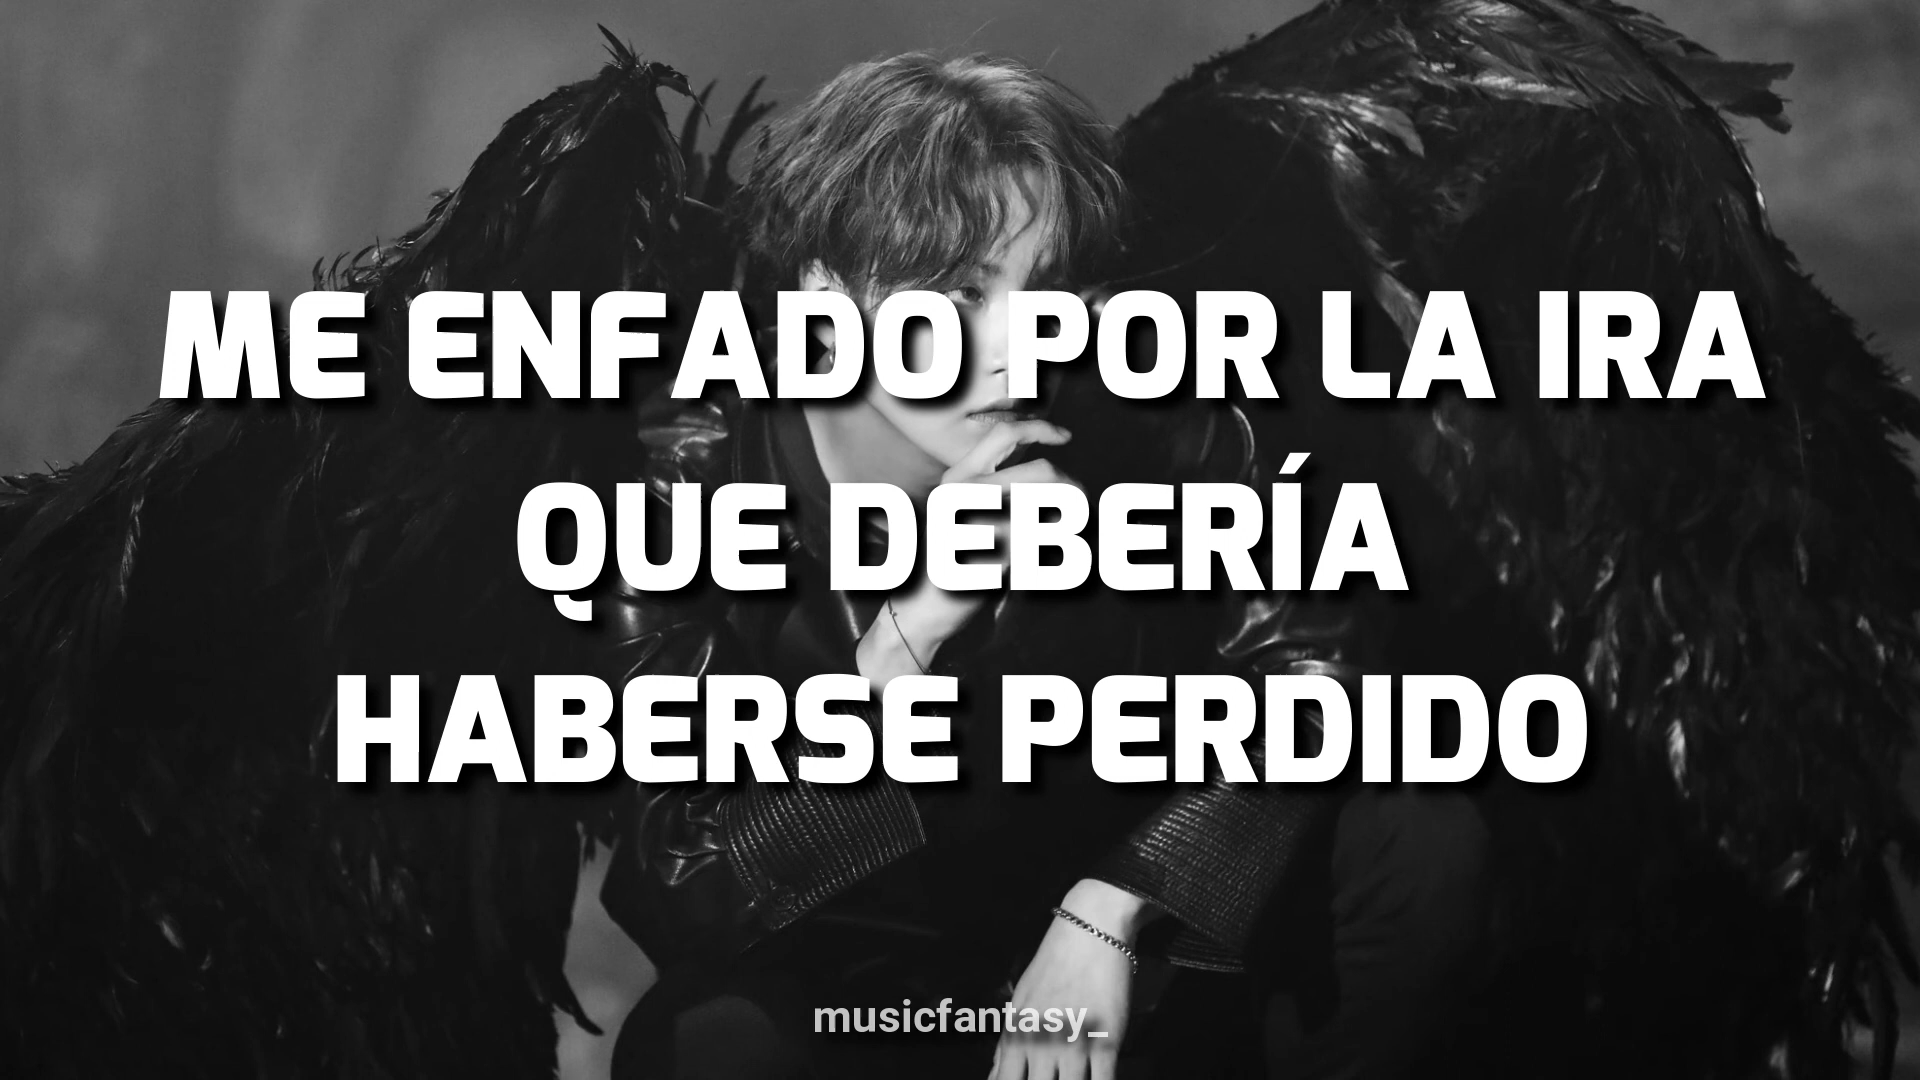 ME ENFADO POR LA IRA
QUE DEBERÍA
HABERSE PERDIDO
musicfantasy_